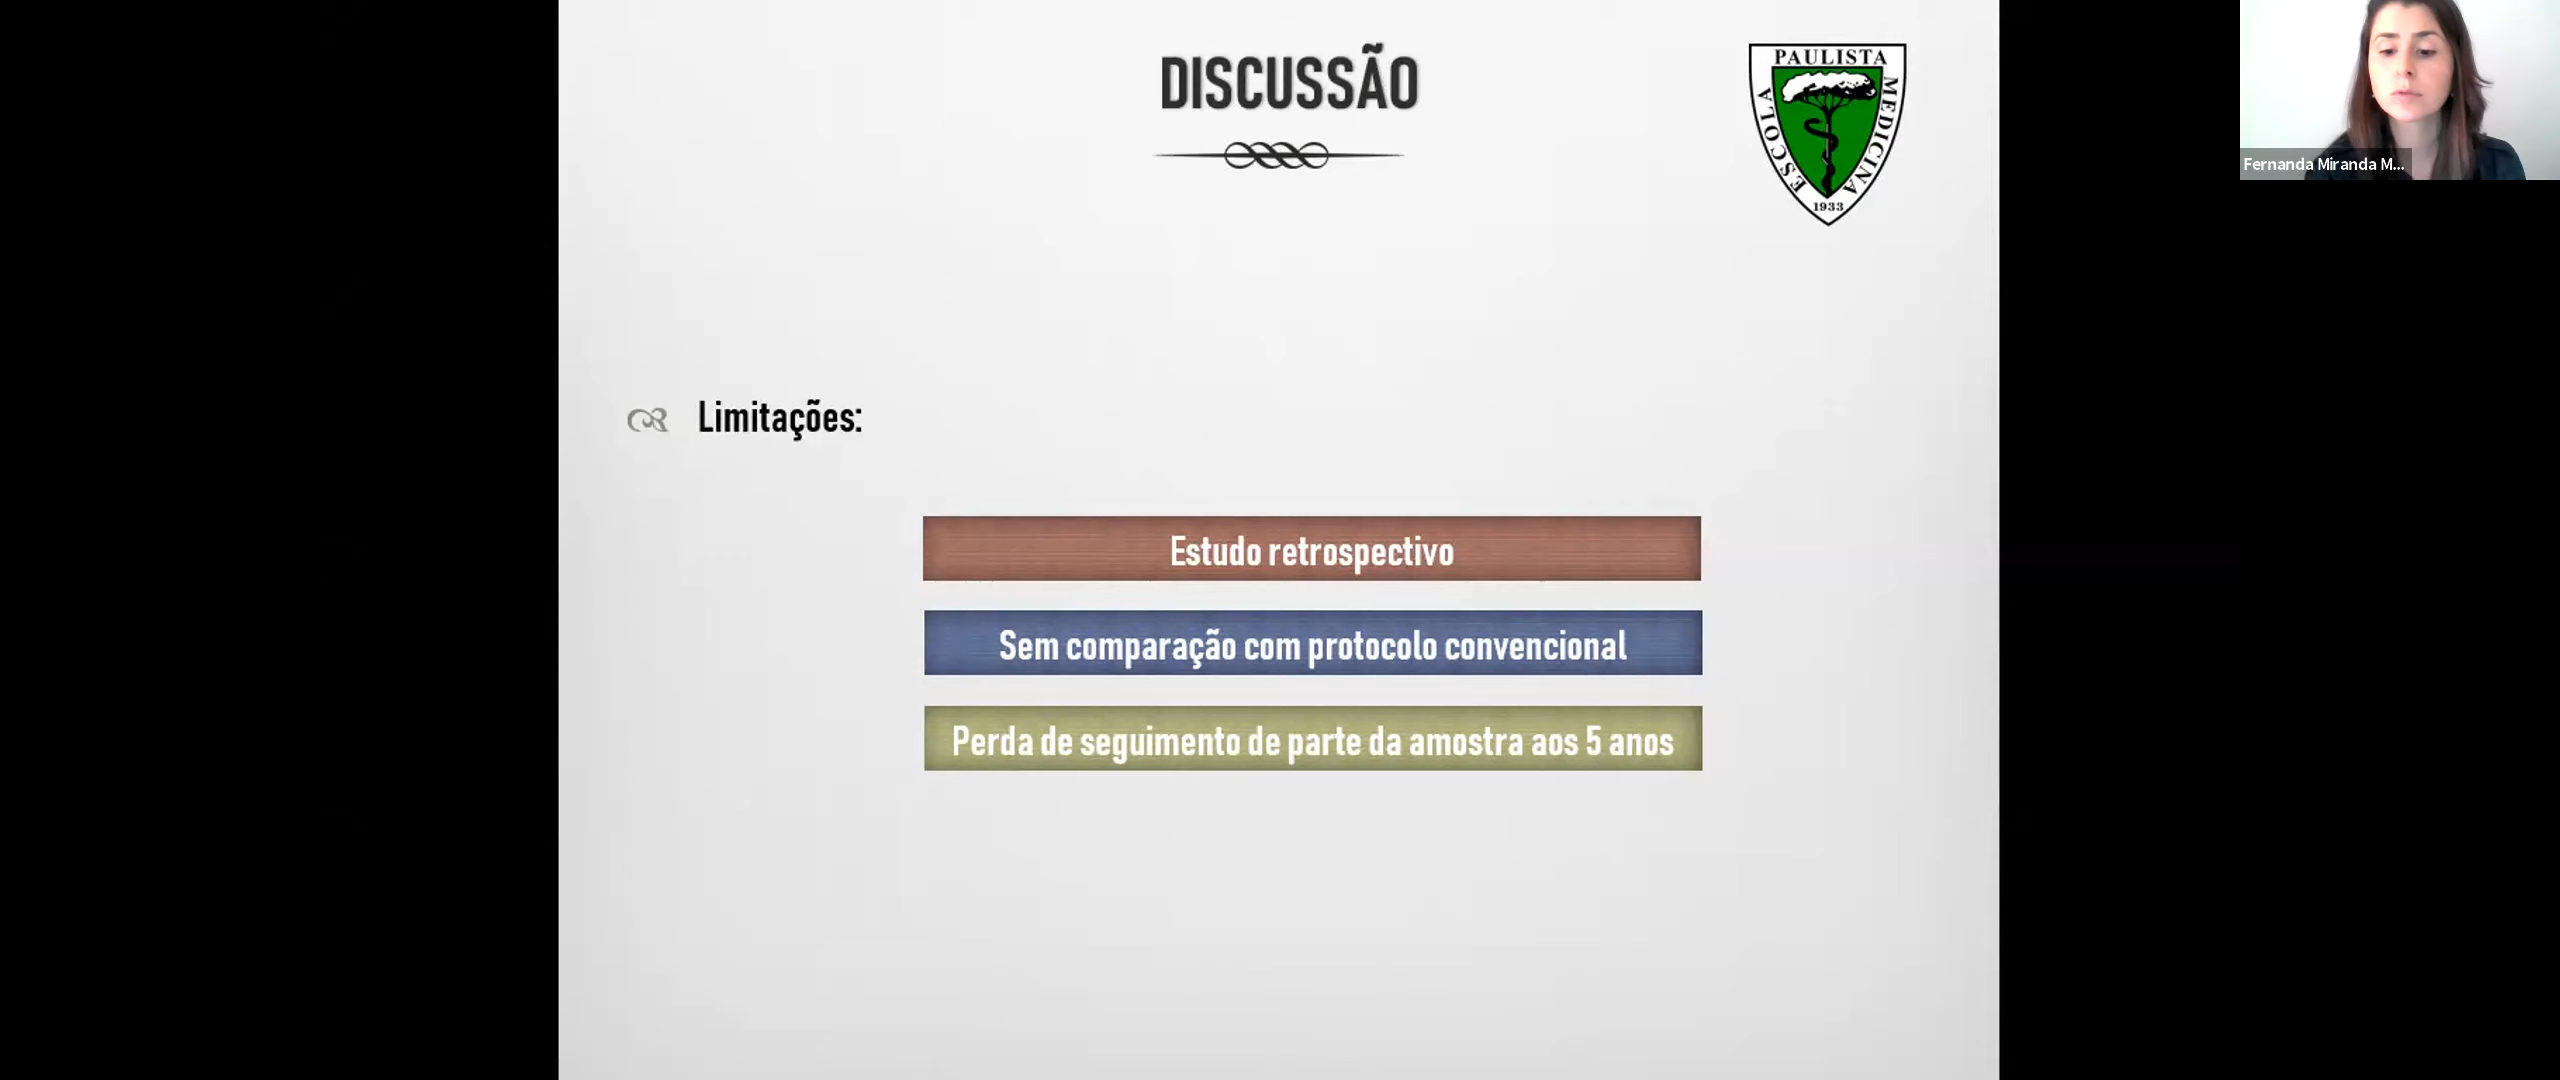 DISCUSSÃO
ESCOLA PAULISTA MEDICINA
1933
Fernanda Miranda M...
Limitações:
Estudo retrospectivo
Sem comparação com protocolo convencional
Perda de seguimento de parte da amostra aos 5 anos